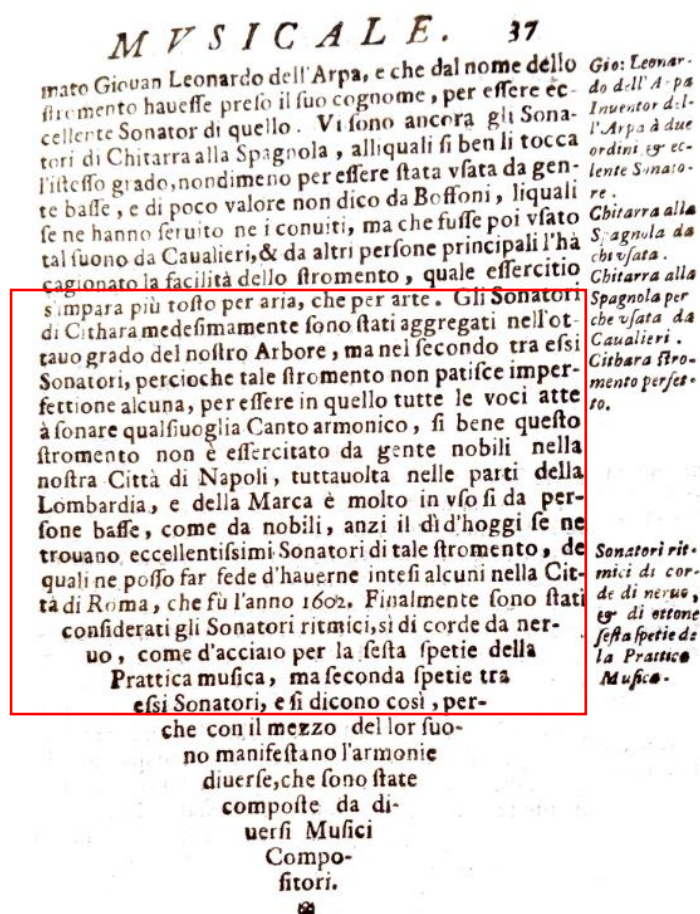 MVSICALE. 37
mato Giouan Leonardo dell'Arpa, e che dal nome dello
ſtromento haueſſe preſo il ſuo cognome, per eſſere ec-
cellente Sonator di quello. Vi ſono ancora gli Sona-
tori di Chitarra alla Spagnola, alliquali ſi ben li tocca
l'iſteſſo grado, nondimeno per eſſere ſtata vſata da gen-
te baſſe, e di poco valore non dico da Boffoni, liquali
ſe ne hanno ſeruito ne i conuiti, ma che fuſſe poi vſato
tal ſuono da Caualieri, & da altri perſone principali l'hà
cagionato la facilità dello ſtromento, quale eſſercitio
s'impara più toſto per aria, che per arte. Gli Sonatori
di Cithara medeſimamente ſono ſtati aggregati nell'ot-
tauo grado del noſtro Arbore, ma nel ſecondo tra eſsi
Sonatori, percioche tale ſtromento non patiſce imper-
fettione alcuna, per eſſere in quello tutte le voci atte
à ſonare qualſiuoglia Canto armonico, ſi bene queſto
ſtromento non è eſſercitato da gente nobili nella
noſtra Città di Napoli, tuttauolta nelle parti della
Lombardia, e della Marca è molto in vſo ſi da per-
ſone baſſe, come da nobili, anzi il dì d'hoggi ſe ne
trouano eccellentiſsimi Sonatori di tale ſtromento, de
quali ne poſſo far fede d'hauerne inteſi alcuni nella Cit-
tà di Roma, che fù l'anno 1602. Finalmente ſono ſtati
conſiderati gli Sonatori ritmici, sì di corde da ner-
uo, come d'acciaio per la ſeſta ſpetie della
Prattica muſica, ma ſeconda ſpetie tra
eſsi Sonatori, e ſi dicono così, per-
che con il mezzo del lor ſuo-
no manifeſtano l'armonie
diuerſe, che ſono ſtate
compoſte da di-
uerſi Muſici
Compo-
ſitori.
Gio: Leonar-
do dell'Arpa
Inuentor del-
l'Arpa à due
ordini, & ec-
lente Sonato-
re.
Chitarra alla
Spagnola da
chi vſata.
Chitarra alla
Spagnola per
che vſata da
Caualieri.
Cithara ſtro-
mento perfet-
to.
Sonatori rit-
mici di cor-
de di neruo,
& di ottone
ſeſta ſpetie de
la Prattica
Muſica.